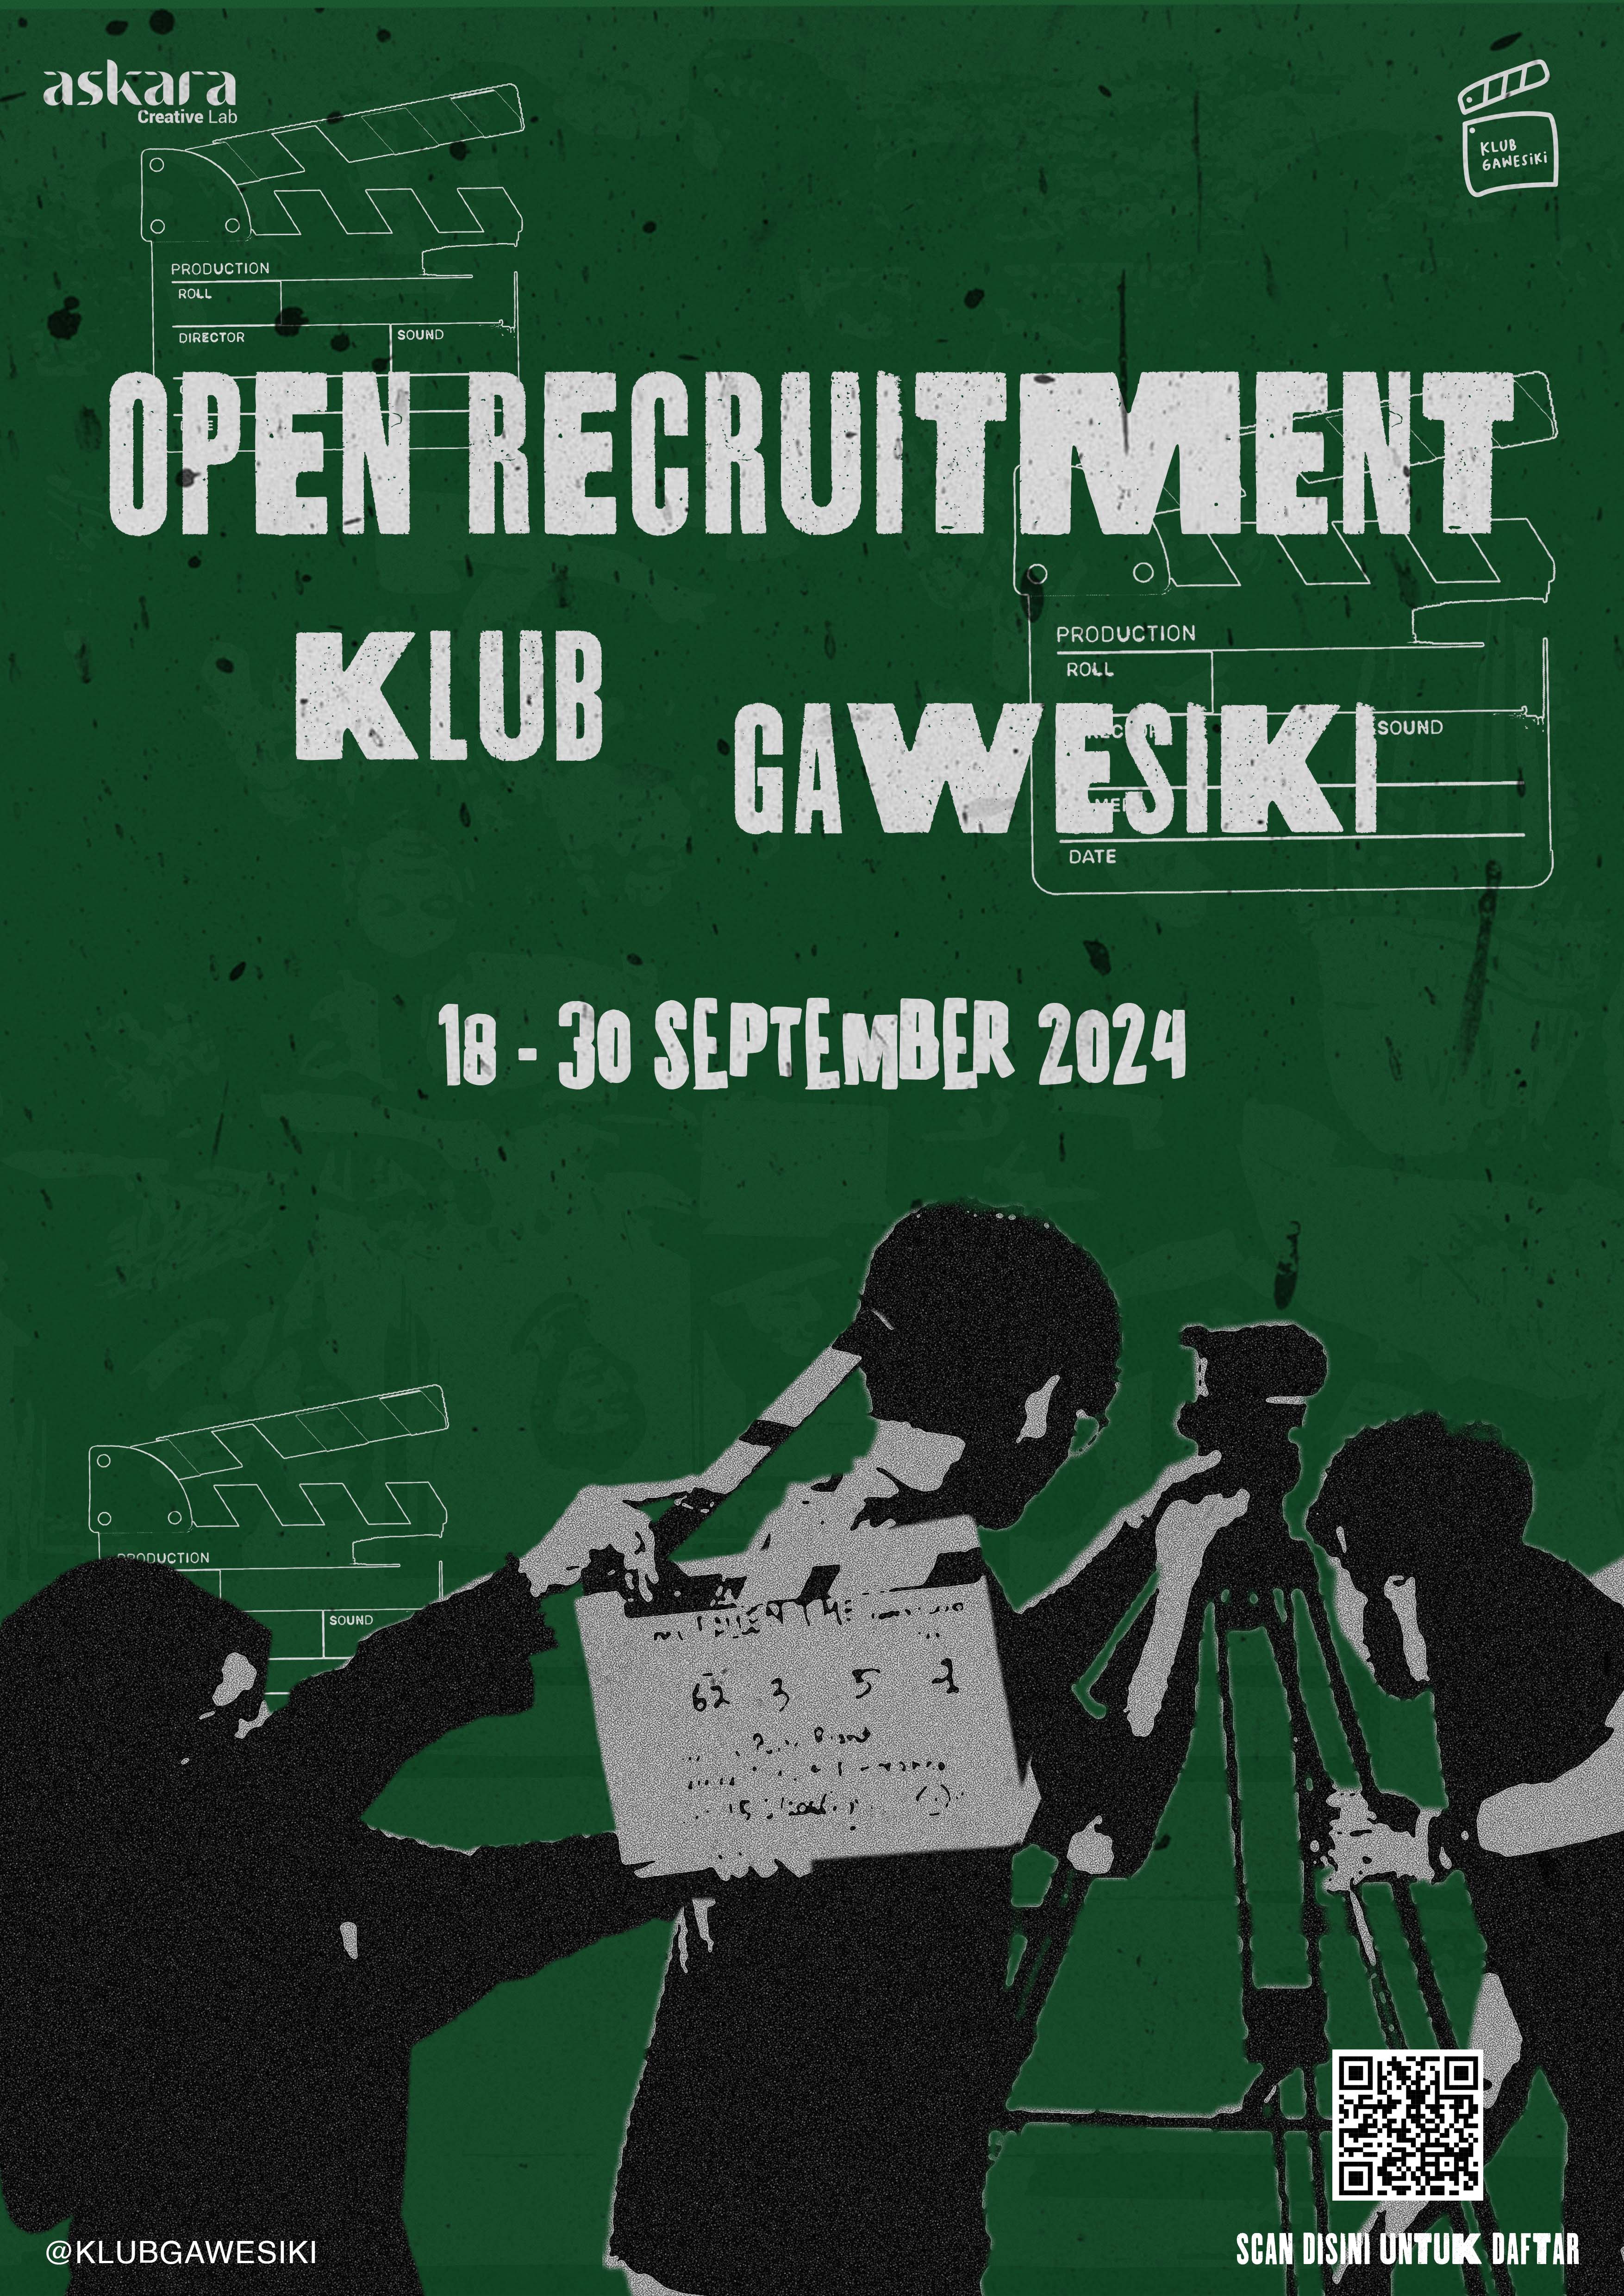 askara
Creative Lab
KLUB
GAWESIKI
PRODUCTION
ROLL
DIRECTOR SOUND
OPEN RECRUITMENT
KLUB
GAWESIKI
PRODUCTION
ROLL
SOUND
DATE
18 - 30 SEPTEMBER 2024
PRODUCTION
SOUND
62 3 5 2
@KLUBGAWESIKI
SCAN DISINI UNTUK DAFTAR